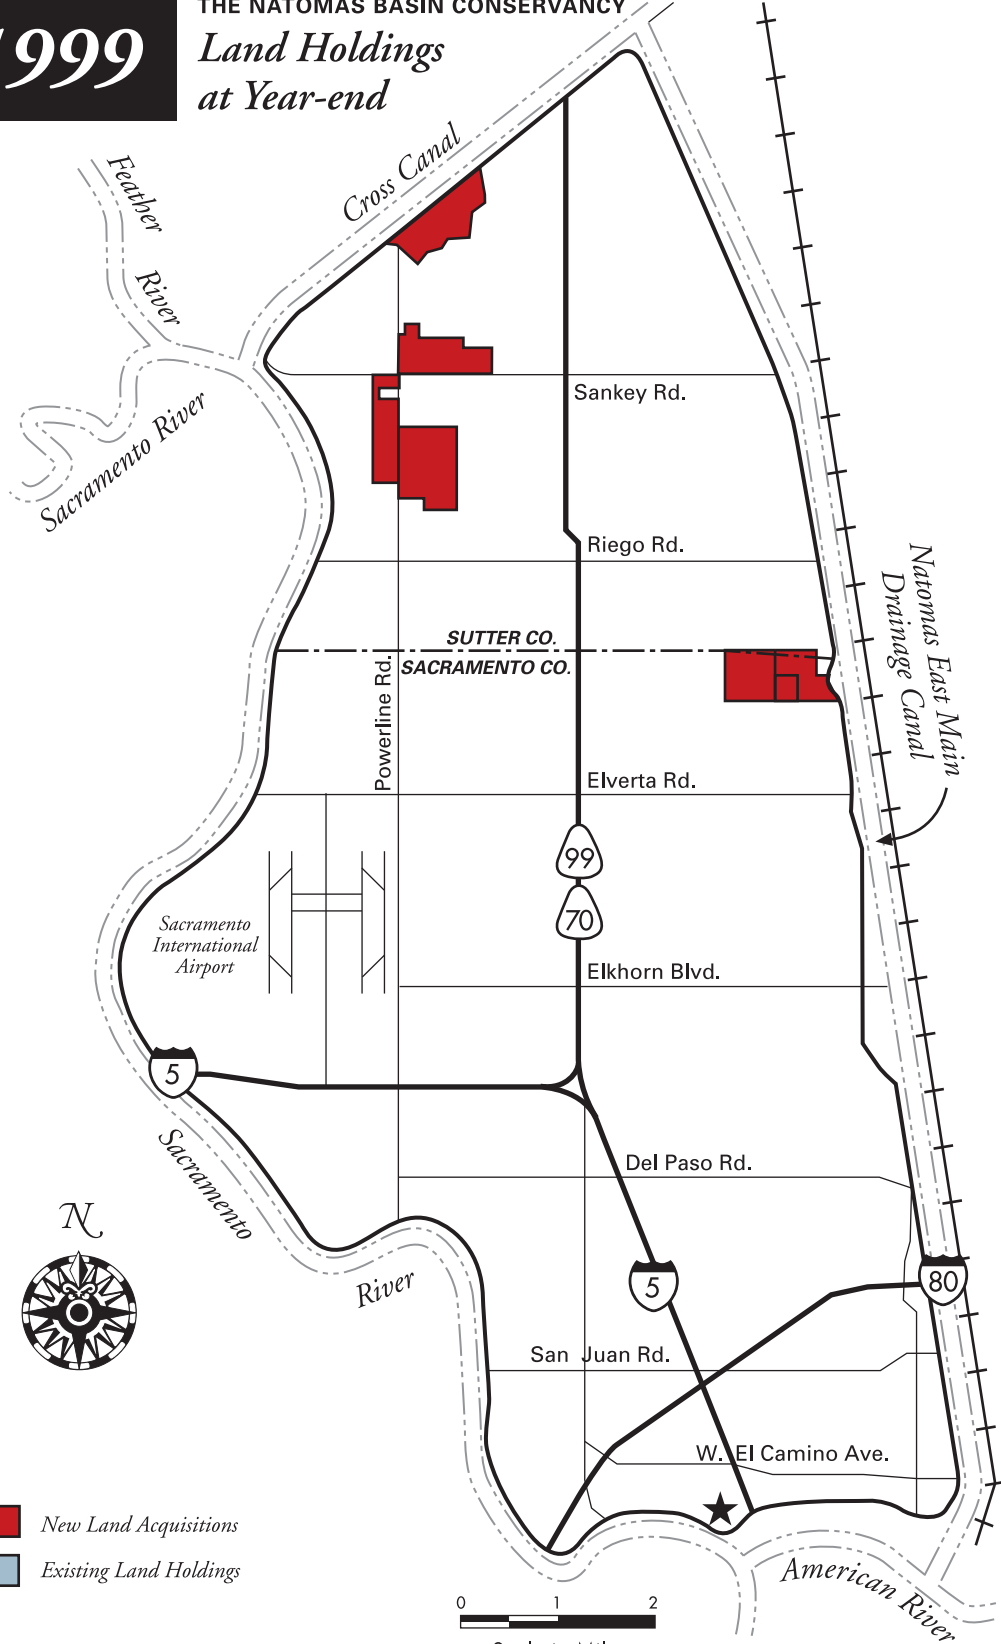 1999
THE NATOMAS BASIN CONSERVANCY
Land Holdings
at Year-end
Cross Canal
Feather
River
Sacramento River
Sankey Rd.
Riego Rd.
SUTTER CO.
SACRAMENTO CO.
Powerline Rd.
Natomas East Main
Drainage Canal
Elverta Rd.
99
70
Sacramento
International
Airport
Elkhorn Blvd.
5
Sacramento
River
Del Paso Rd.
N
5
80
San Juan Rd.
W. El Camino Ave.
New Land Acquisitions
Existing Land Holdings
American River
0 1 2